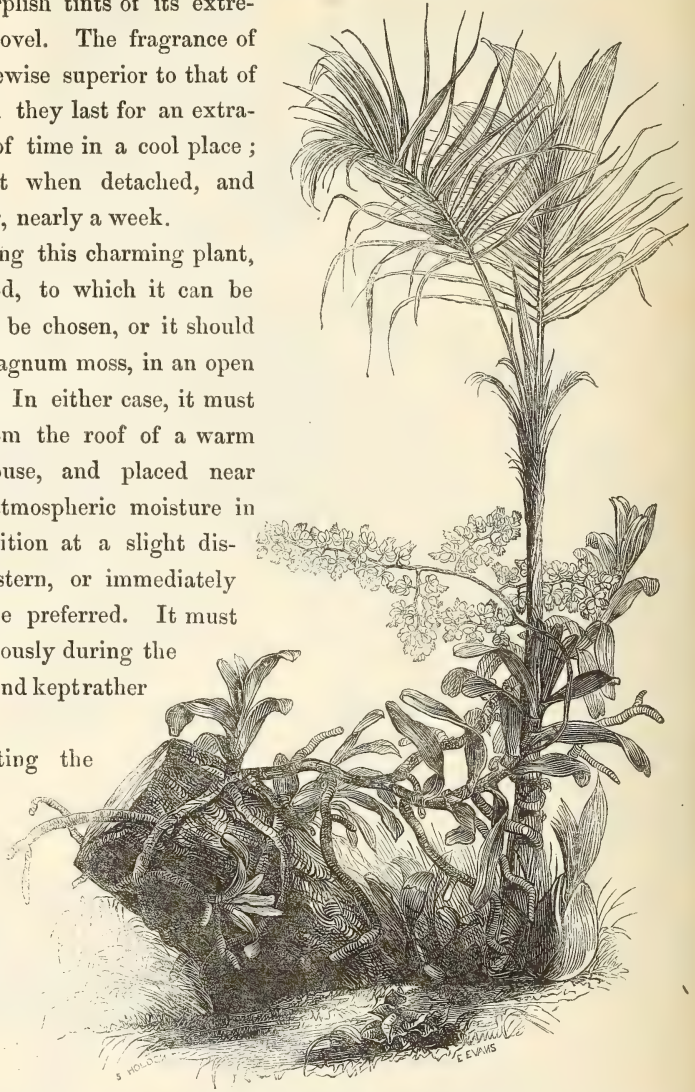 rplish tints of its extre-
ovel. The fragrance of
ewise superior to that of
they last for an extra-
of time in a cool place ;
t when detached, and
, nearly a week.
ng this charming plant,
d, to which it can be
be chosen, or it should
agnum moss, in an open
In either case, it must
m the roof of a warm
ouse, and placed near
tmospheric moisture in
ition at a slight dis-
stern, or immediately
e preferred. It must
ously during the
nd kept rather
ting the
E EVANS